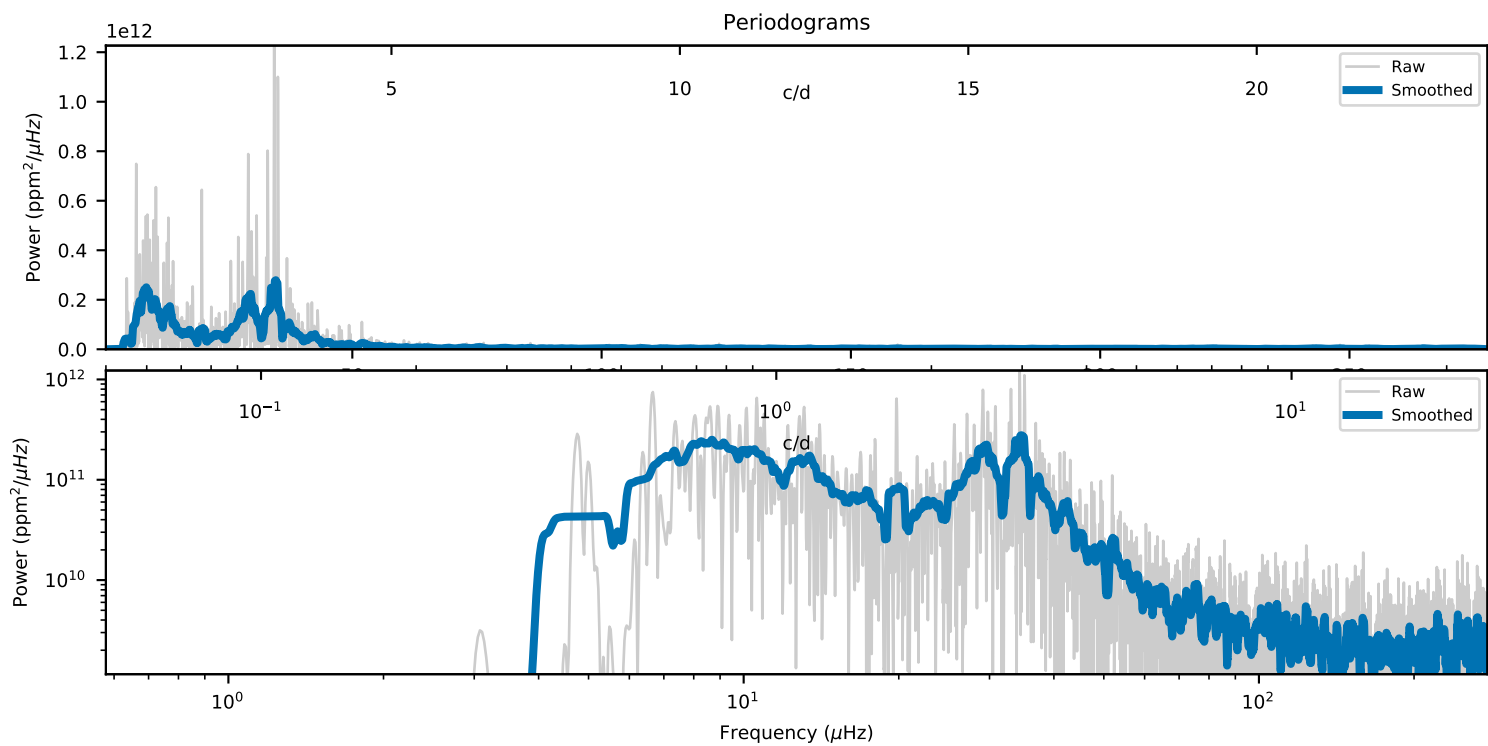 Periodograms
1e12
1.2
1.0
0.8
0.6
0.4
0.2
0.0
Power (ppm²/μHz)
5 10 15 20
c/d
Raw
Smoothed
10¹²
10¹¹
10¹⁰
Power (ppm²/μHz)
10⁻¹ 10⁰ 10¹
c/d
Raw
Smoothed
10⁰ 10¹ 10²
Frequency (μHz)